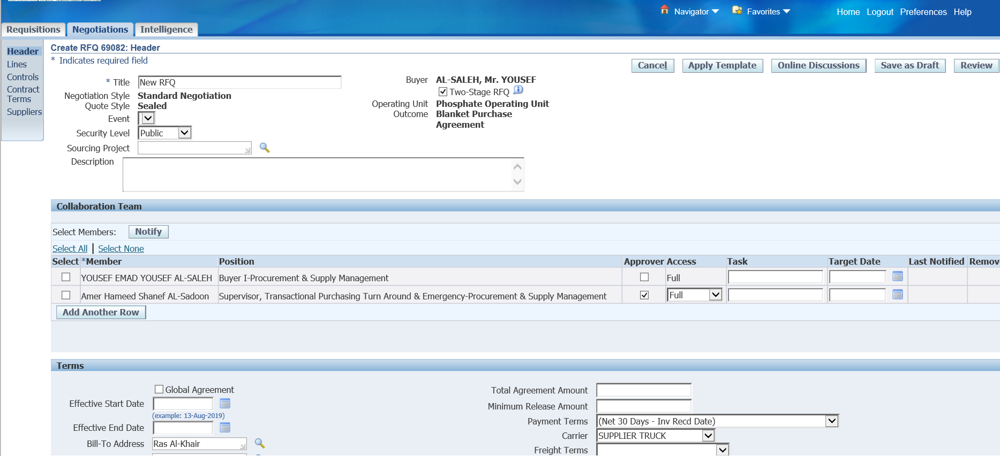 Navigator Favorites Home Logout Preferences Help
Requisitions Negotiations Intelligence
Header
Lines
Controls
Contract
Terms
Suppliers
Create RFQ 69082: Header
* Indicates required field
Cancel Apply Template Online Discussions Save as Draft Review
* Title New RFQ
Negotiation Style Standard Negotiation
Quote Style Sealed
Event
Security Level Public
Sourcing Project
Description
Buyer AL-SALEH, Mr. YOUSEF
Two-Stage RFQ
Operating Unit Phosphate Operating Unit
Outcome Blanket Purchase
Agreement
Collaboration Team
Select Members: Notify
Select All | Select None
Select *Member Position Approver Access Task Target Date Last Notified Remov
YOUSEF EMAD YOUSEF AL-SALEH Buyer I-Procurement & Supply Management Full
Amer Hameed Shanef AL-Sadoon Supervisor, Transactional Purchasing Turn Around & Emergency-Procurement & Supply Management Full
Add Another Row
Terms
Global Agreement
Effective Start Date
(example: 13-Aug-2019)
Effective End Date
Bill-To Address Ras Al-Khair
Total Agreement Amount
Minimum Release Amount
Payment Terms (Net 30 Days - Inv Recd Date)
Carrier SUPPLIER TRUCK
Freight Terms